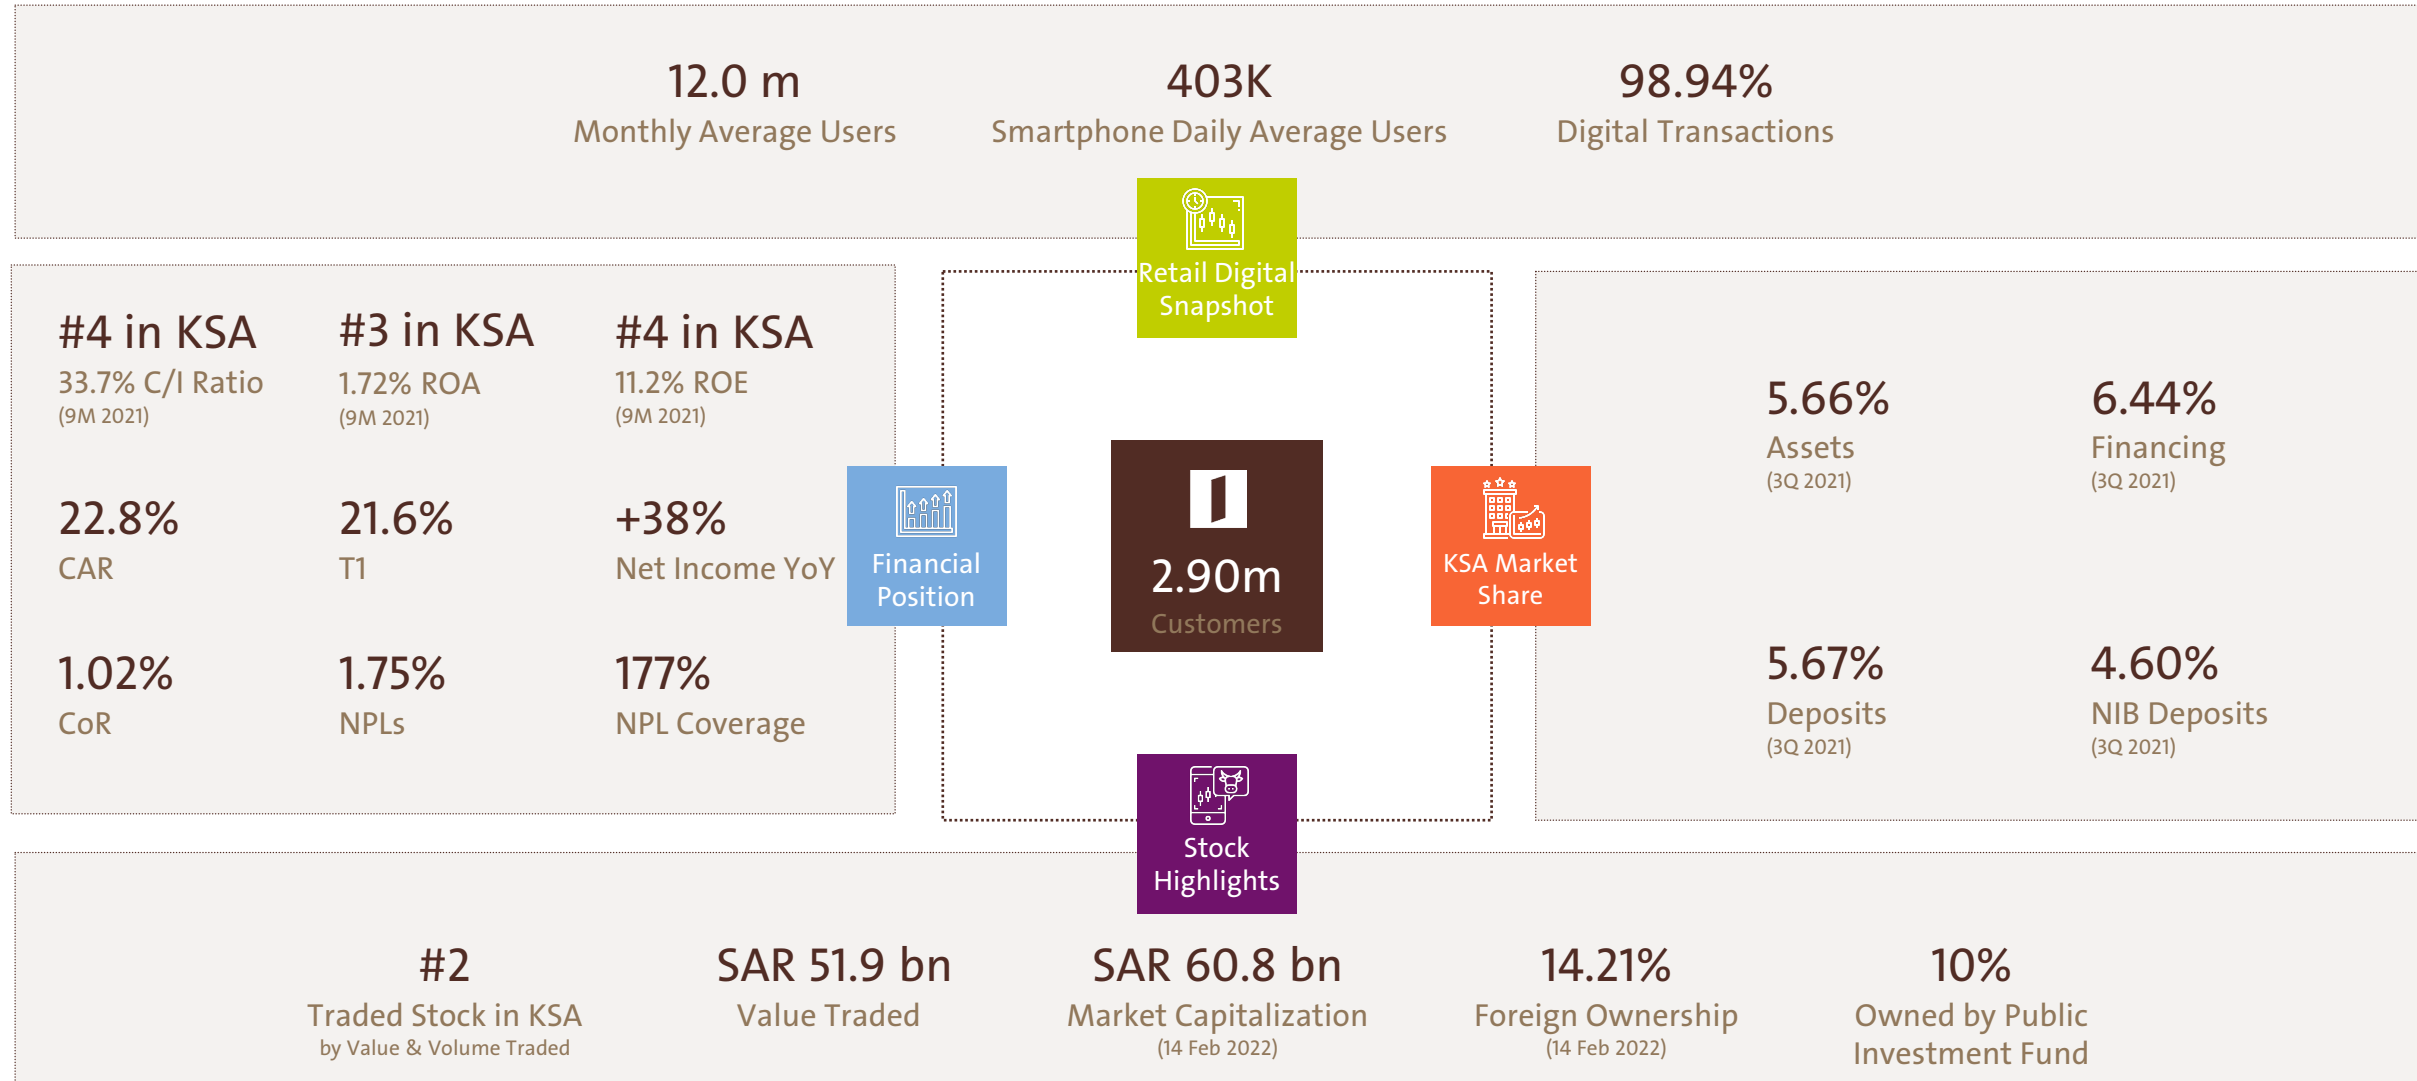 12.0 m
Monthly Average Users
403K
Smartphone Daily Average Users
98.94%
Digital Transactions
Retail Digital
Snapshot
#4 in KSA
33.7% C/I Ratio
(9M 2021)
#3 in KSA
1.72% ROA
(9M 2021)
#4 in KSA
11.2% ROE
(9M 2021)
22.8%
CAR
21.6%
T1
+38%
Net Income YoY
1.02%
CoR
1.75%
NPLs
177%
NPL Coverage
Financial
Position
2.90m
Customers
KSA Market
Share
5.66%
Assets
(3Q 2021)
6.44%
Financing
(3Q 2021)
5.67%
Deposits
(3Q 2021)
4.60%
NIB Deposits
(3Q 2021)
Stock
Highlights
#2
Traded Stock in KSA
by Value & Volume Traded
SAR 51.9 bn
Value Traded
SAR 60.8 bn
Market Capitalization
(14 Feb 2022)
14.21%
Foreign Ownership
(14 Feb 2022)
10%
Owned by Public
Investment Fund